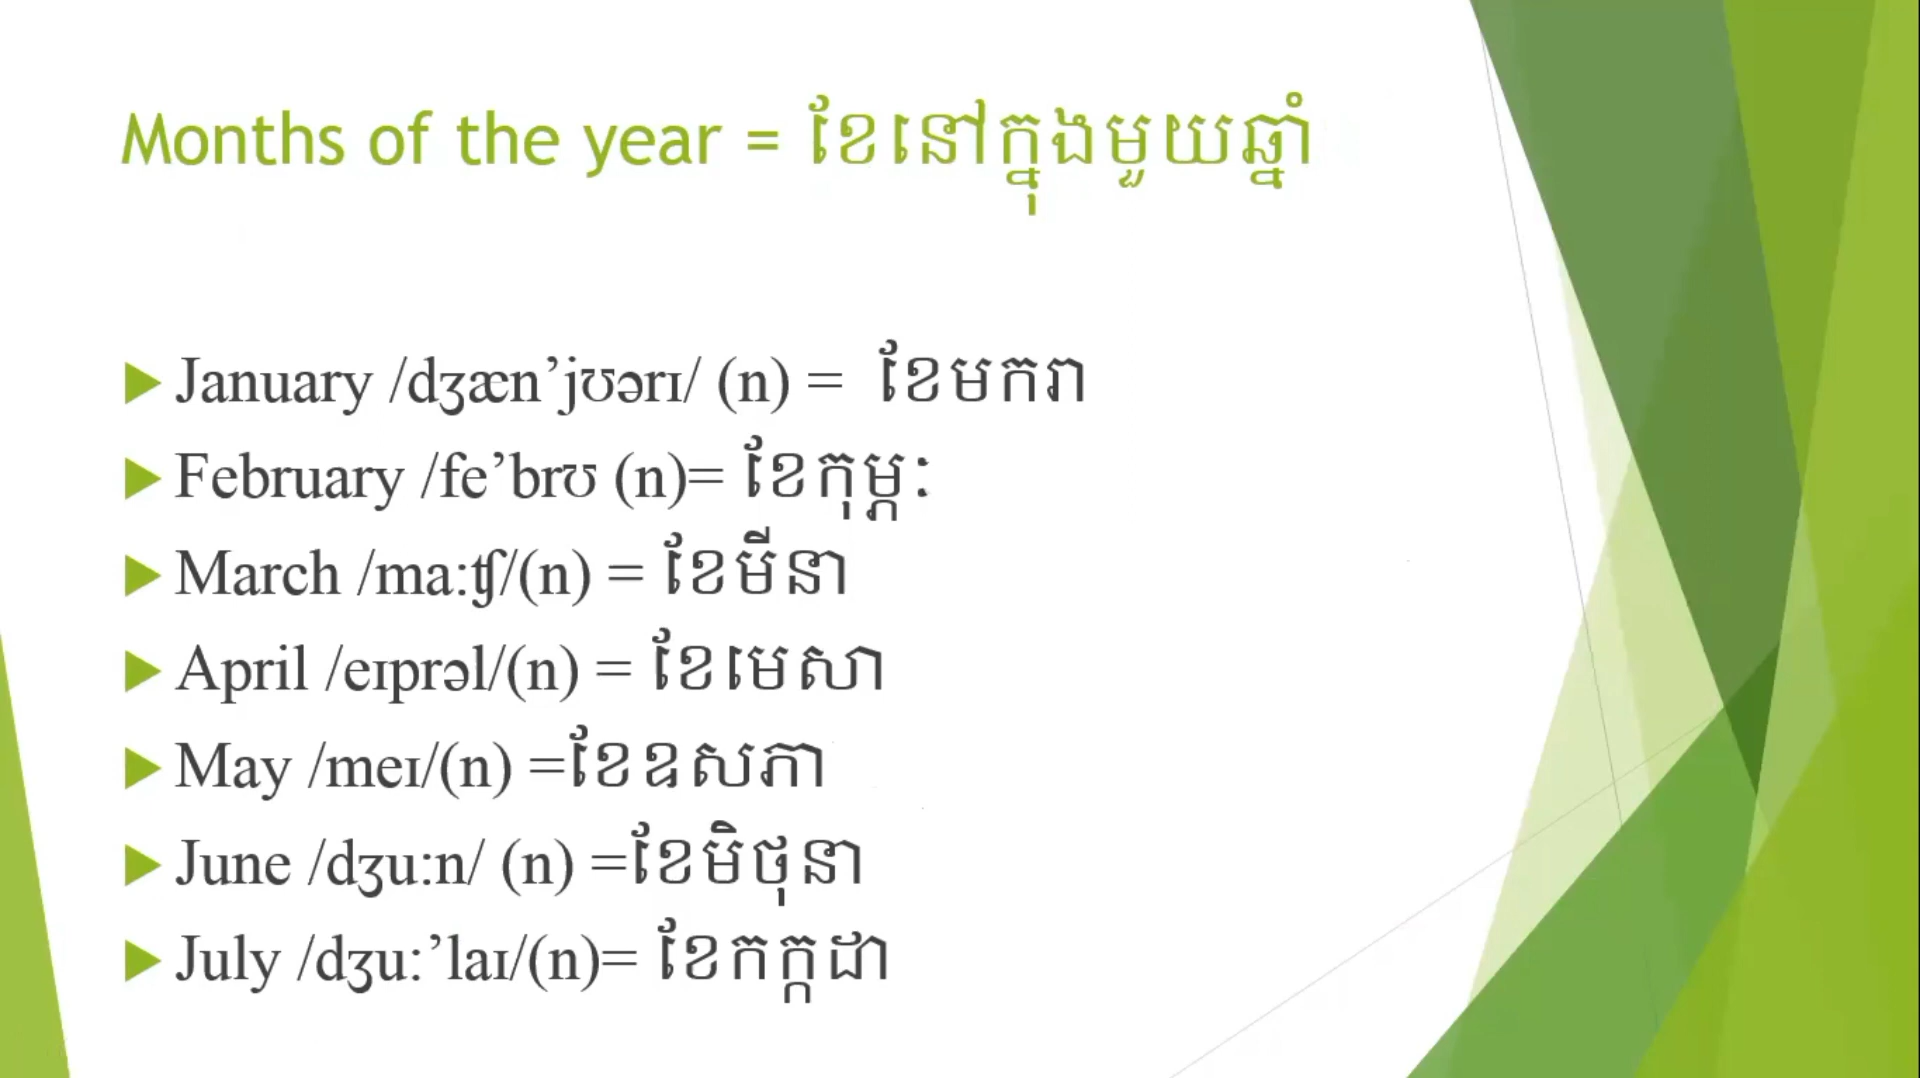 Months of the year = ខែនៅក្នុងមួយឆ្នាំ
January /dʒæn’jʊərɪ/ (n) = ខែមករា
February /fe’brʊ (n)= ខែកុម្ភៈ
March /ma:ʧ/(n) = ខែមីនា
April /eɪprəl/(n) = ខែមេសា
May /meɪ/(n) =ខែឧសភា
June /dʒu:n/ (n) =ខែមិថុនា
July /dʒu:’laɪ/(n)= ខែកក្កដា